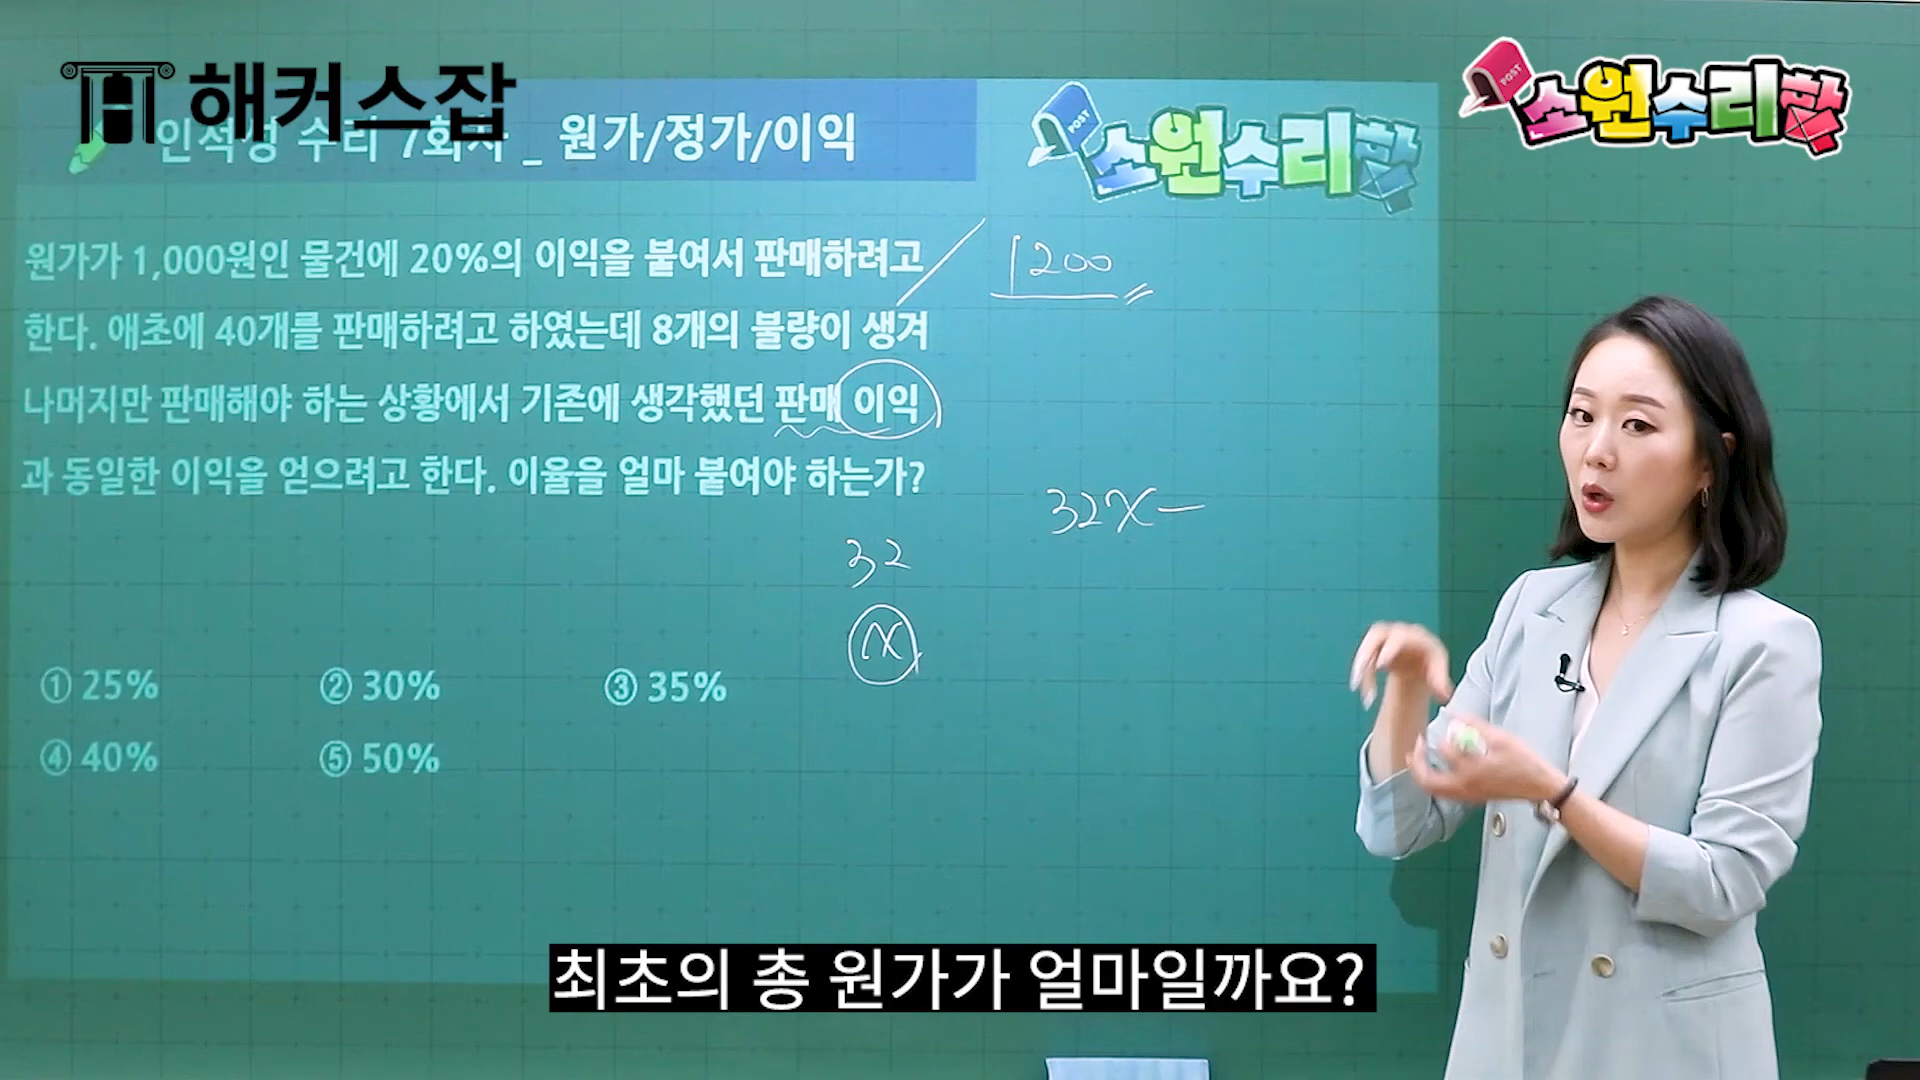 해커스잡
소원수리함
인적성 수리 7회차 _ 원가/정가/이익
소원수리함
원가가 1,000원인 물건에 20%의 이익을 붙여서 판매하려고
1200
한다. 애초에 40개를 판매하려고 하였는데 8개의 불량이 생겨
나머지만 판매해야 하는 상황에서 기존에 생각했던 판매 이익
과 동일한 이익을 얻으려고 한다. 이율을 얼마 붙여야 하는가?
32x-
32
x
① 25% ② 30% ③ 35%
④ 40% ⑤ 50%
최초의 총 원가가 얼마일까요?